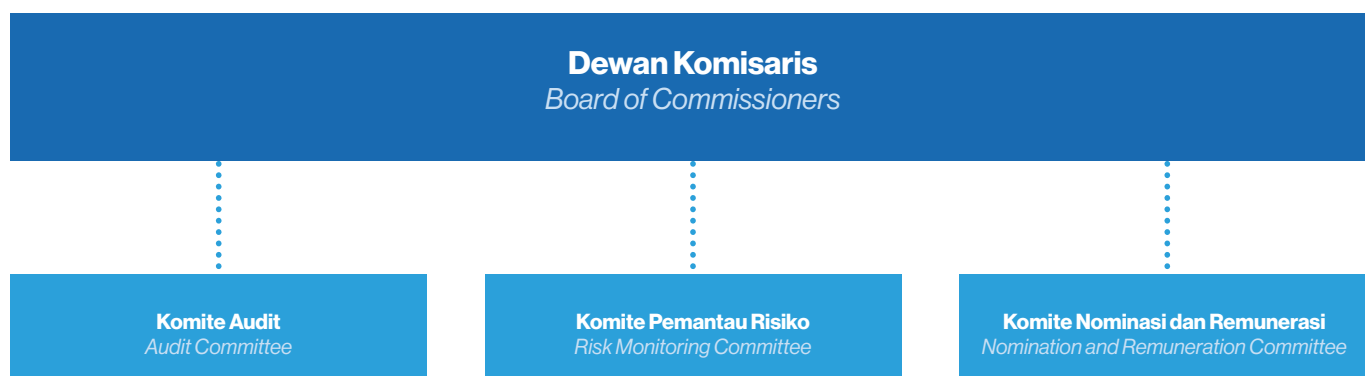 Dewan Komisaris
Board of Commissioners
Komite Audit
Audit Committee
Komite Pemantau Risiko
Risk Monitoring Committee
Komite Nominasi dan Remunerasi
Nomination and Remuneration Committee